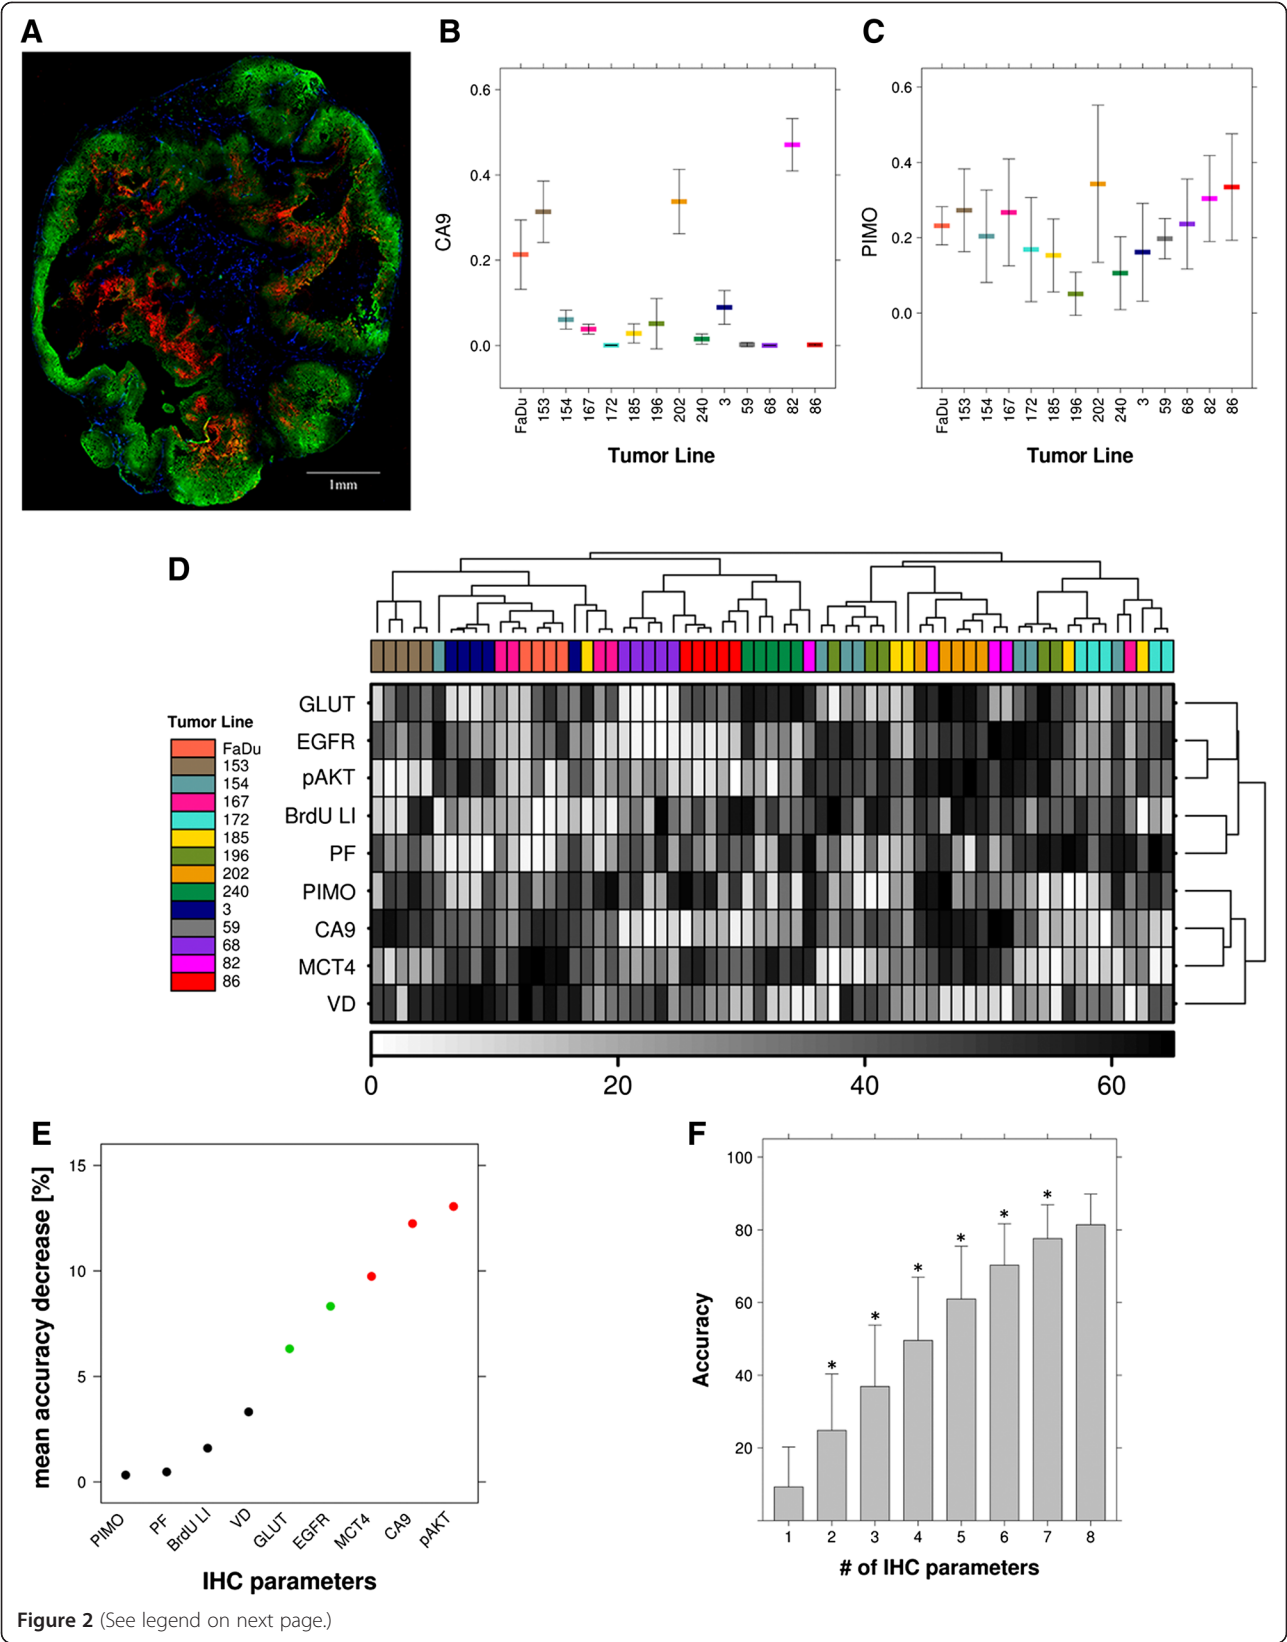 A
1mm
B
CA9
0.6
0.4
0.2
0.0
FaDu 153 154 167 172 185 196 202 240 3 59 68 82 86
Tumor Line
C
PIMO
0.6
0.4
0.2
0.0
FaDu 153 154 167 172 185 196 202 240 3 59 68 82 86
Tumor Line
D
Tumor Line
FaDu
153
154
167
172
185
196
202
240
3
59
68
82
86
GLUT
EGFR
pAKT
BrdU LI
PF
PIMO
CA9
MCT4
VD
0 20 40 60
E
mean accuracy decrease [%]
15
10
5
0
PIMO PF BrdU LI VD GLUT EGFR MCT4 CA9 pAKT
IHC parameters
F
Accuracy
100
80
60
40
20
* * * * * *
1 2 3 4 5 6 7 8
# of IHC parameters
Figure 2 (See legend on next page.)